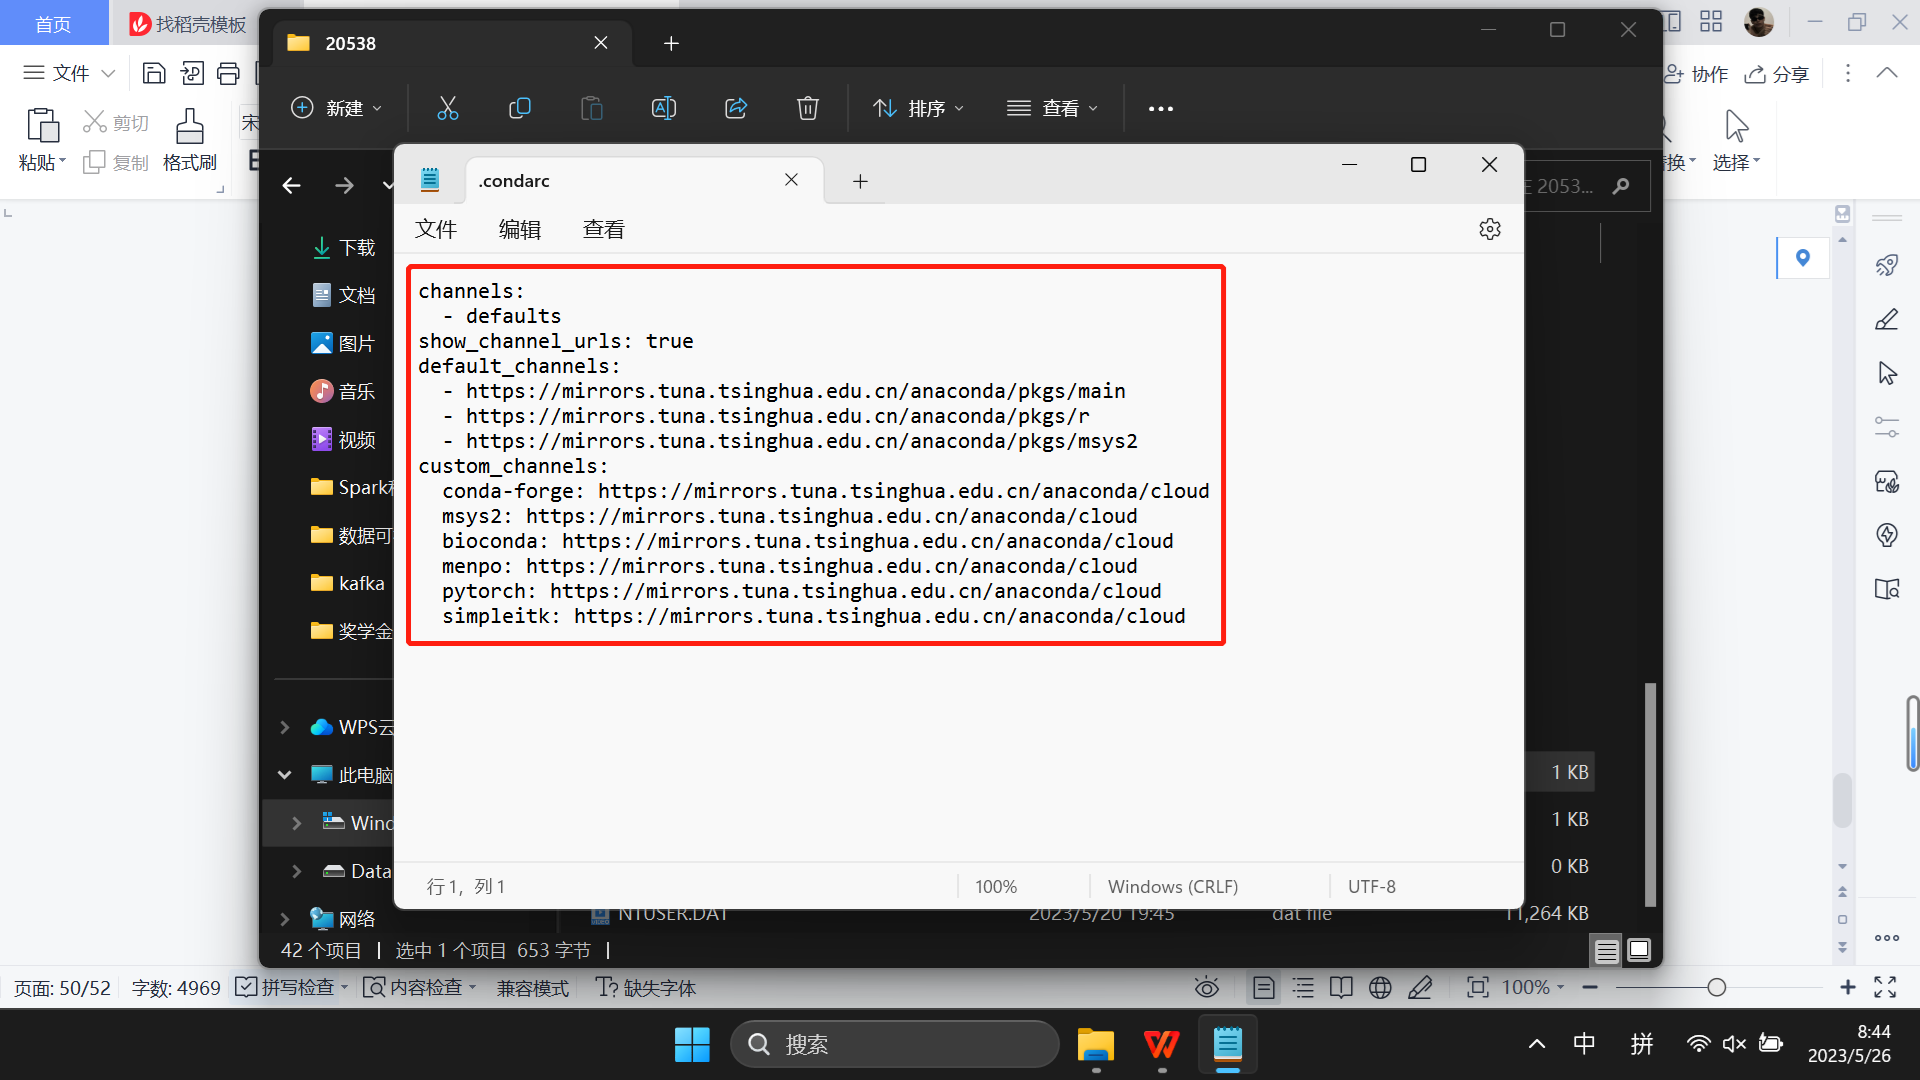 首页
找稻壳模板
20538
文件
协作
分享
新建
排序
查看
粘贴
剪切
复制
格式刷
宋
选择
.condarc
2053...
文件
编辑
查看
下载
文档
图片
音乐
视频
Spark
数据可
kafka
奖学金
WPS云
此电脑
Wind
Data
网络
channels:
  - defaults
show_channel_urls: true
default_channels:
  - https://mirrors.tuna.tsinghua.edu.cn/anaconda/pkgs/main
  - https://mirrors.tuna.tsinghua.edu.cn/anaconda/pkgs/r
  - https://mirrors.tuna.tsinghua.edu.cn/anaconda/pkgs/msys2
custom_channels:
  conda-forge: https://mirrors.tuna.tsinghua.edu.cn/anaconda/cloud
  msys2: https://mirrors.tuna.tsinghua.edu.cn/anaconda/cloud
  bioconda: https://mirrors.tuna.tsinghua.edu.cn/anaconda/cloud
  menpo: https://mirrors.tuna.tsinghua.edu.cn/anaconda/cloud
  pytorch: https://mirrors.tuna.tsinghua.edu.cn/anaconda/cloud
  simpleitk: https://mirrors.tuna.tsinghua.edu.cn/anaconda/cloud
1 KB
1 KB
0 KB
行 1, 列 1
100%
Windows (CRLF)
UTF-8
NTUSER.DAT
2023/5/20 19:45
dat file
11,264 KB
42 个项目
选中 1 个项目 653 字节
页面: 50/52
字数: 4969
拼写检查
内容检查
兼容模式
缺失字体
100%
搜索
中
拼
8:44
2023/5/26